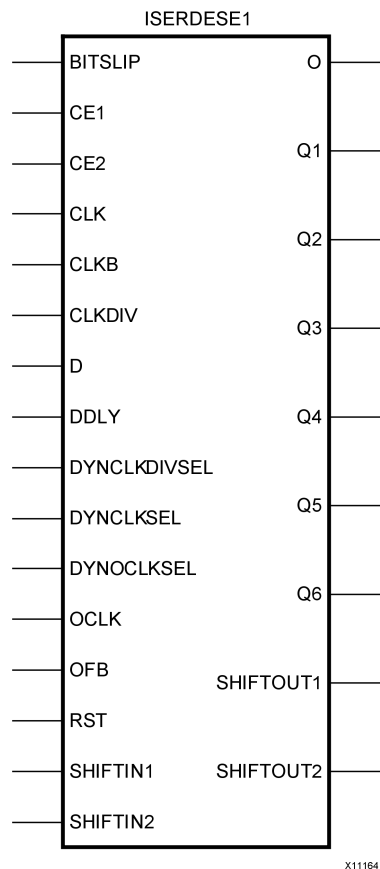 ISERDESE1
BITSLIP O
CE1
Q1
CE2
CLK
Q2
CLKB
CLKDIV
Q3
D
DDLY Q4
DYNCLKDIVSEL
Q5
DYNCLKSEL
DYNOCLKSEL
Q6
OCLK
OFB
SHIFTOUT1
RST
SHIFTIN1 SHIFTOUT2
SHIFTIN2
X11164